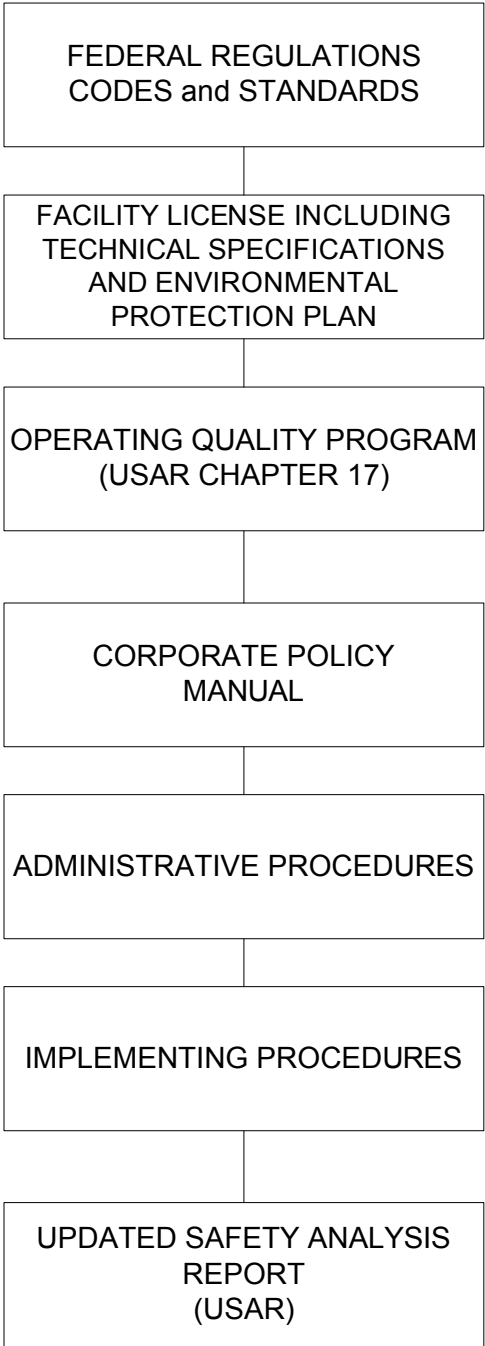 FEDERAL REGULATIONS
CODES and STANDARDS
FACILITY LICENSE INCLUDING
TECHNICAL SPECIFICATIONS
AND ENVIRONMENTAL
PROTECTION PLAN
OPERATING QUALITY PROGRAM
(USAR CHAPTER 17)
CORPORATE POLICY
MANUAL
ADMINISTRATIVE PROCEDURES
IMPLEMENTING PROCEDURES
UPDATED SAFETY ANALYSIS
REPORT
(USAR)